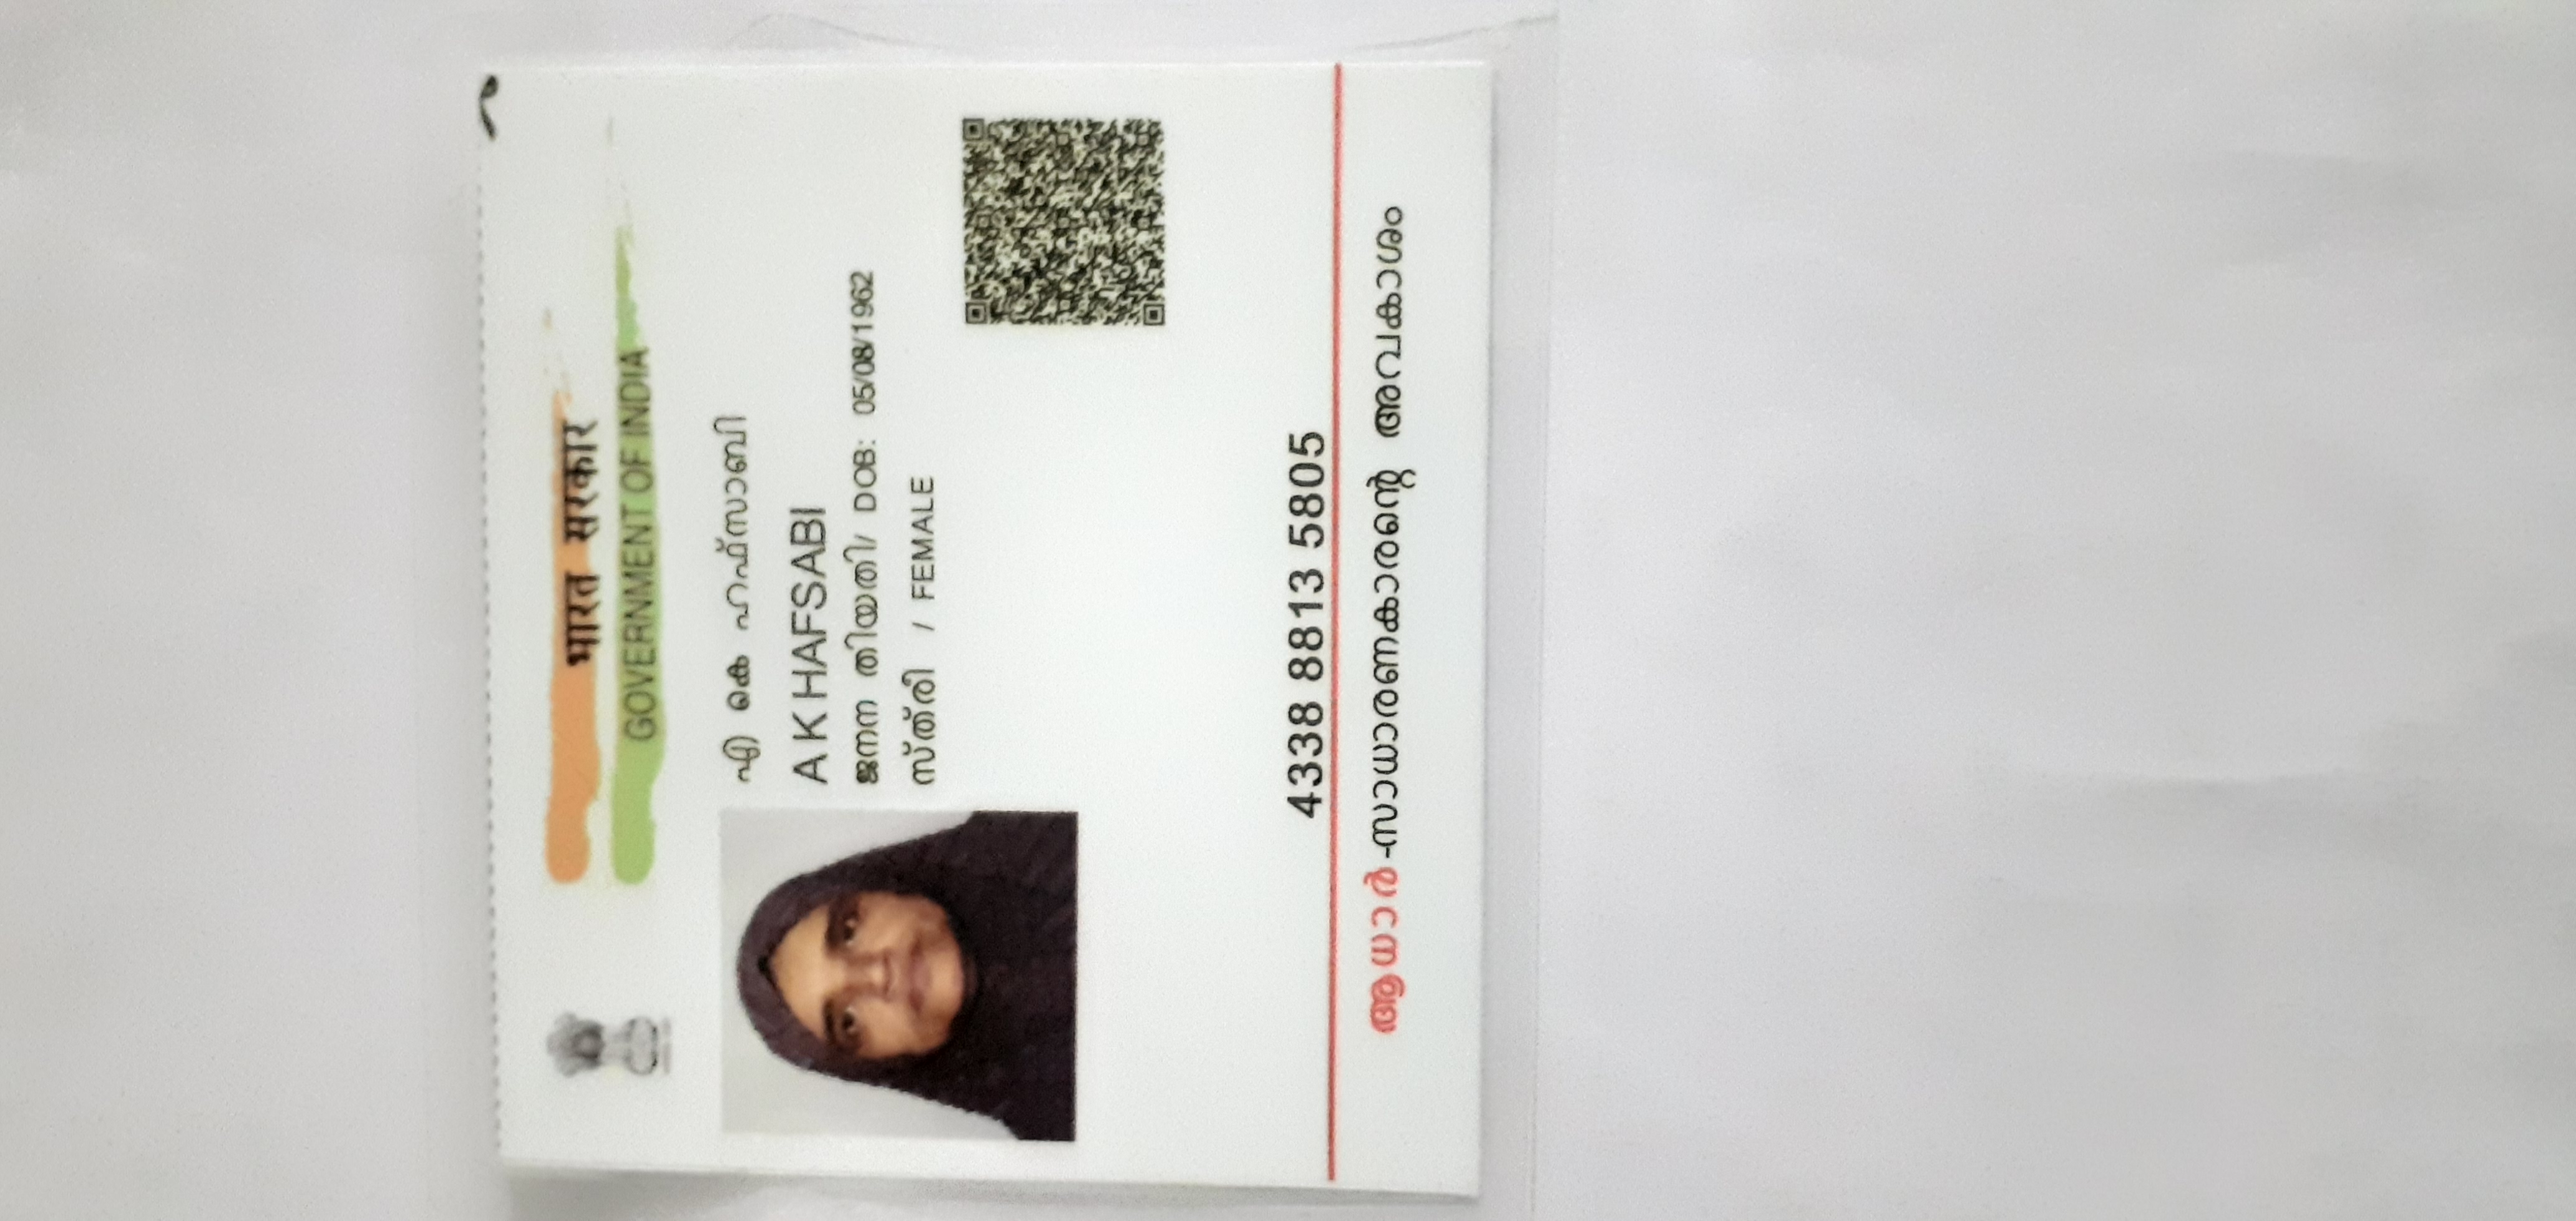 भारत सरकार
GOVERNMENT OF INDIA
എ കെ ഹഫ്സാബി
A K HAFSABI
ജനന തിയതി/ DOB: 05/08/1962
സ്ത്രീ / FEMALE
4338 8813 5805
ആധാർ-സാധാരണകാരന്റെ അവകാശം